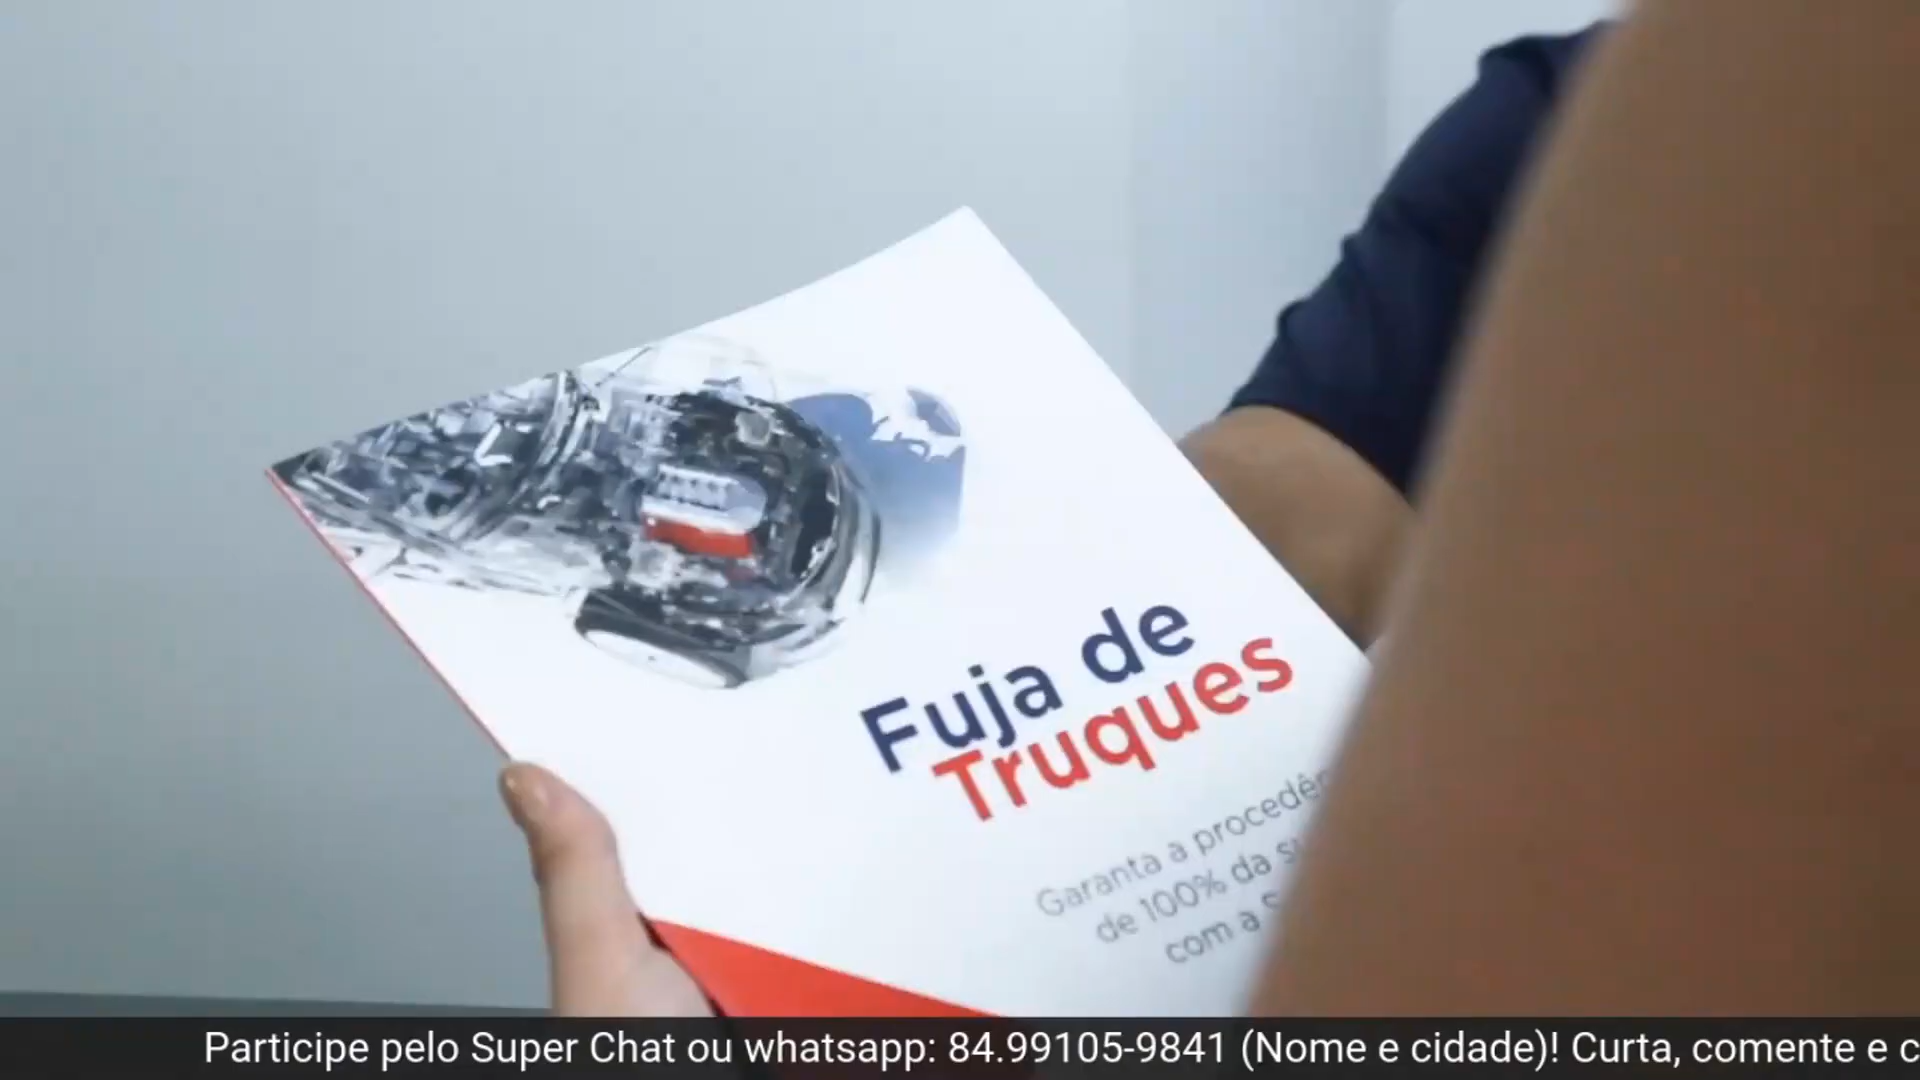 Fuja de
Truques
Garanta a
de 100% da
com a
Participe pelo Super Chat ou whatsapp: 84.99105-9841 (Nome e cidade)! Curta, comente e c